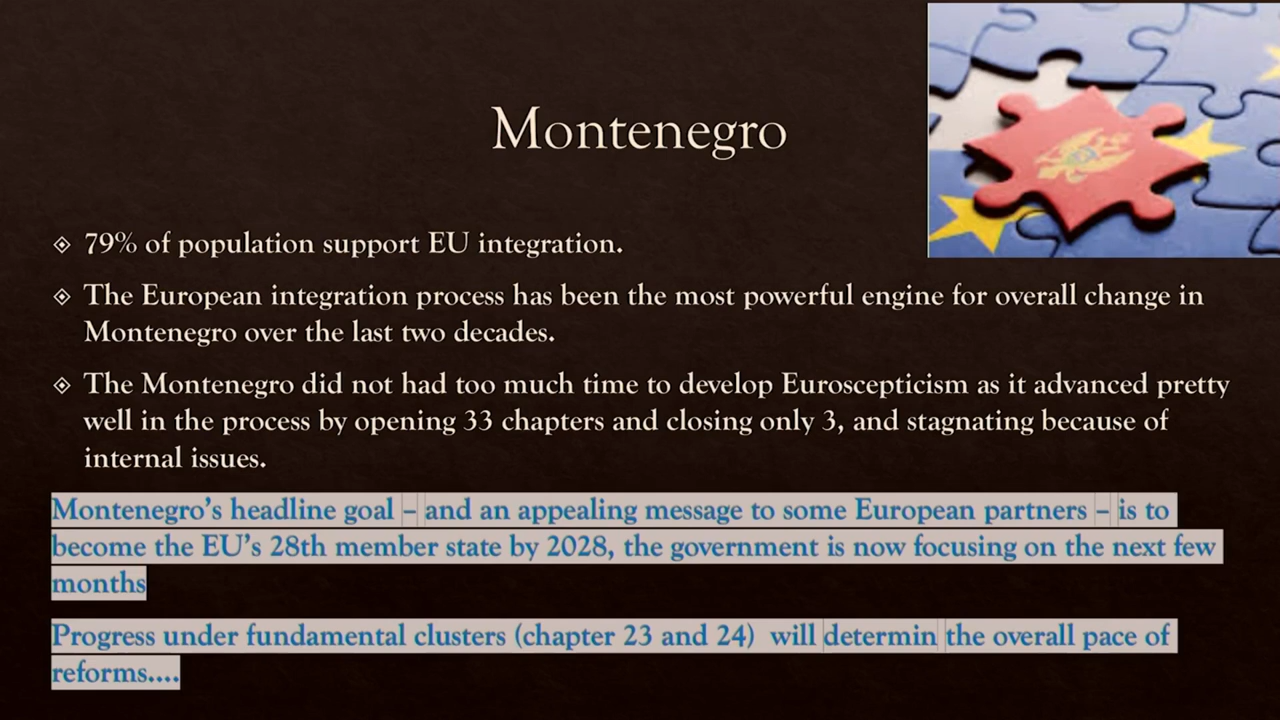 Montenegro
79% of population support EU integration.
The European integration process has been the most powerful engine for overall change in
Montenegro over the last two decades.
The Montenegro did not had too much time to develop Euroscepticism as it advanced pretty
well in the process by opening 33 chapters and closing only 3, and stagnating because of
internal issues.
Montenegro’s headline goal – and an appealing message to some European partners – is to
become the EU’s 28th member state by 2028, the government is now focusing on the next few
months
Progress under fundamental clusters (chapter 23 and 24)  will determin the overall pace of
reforms....